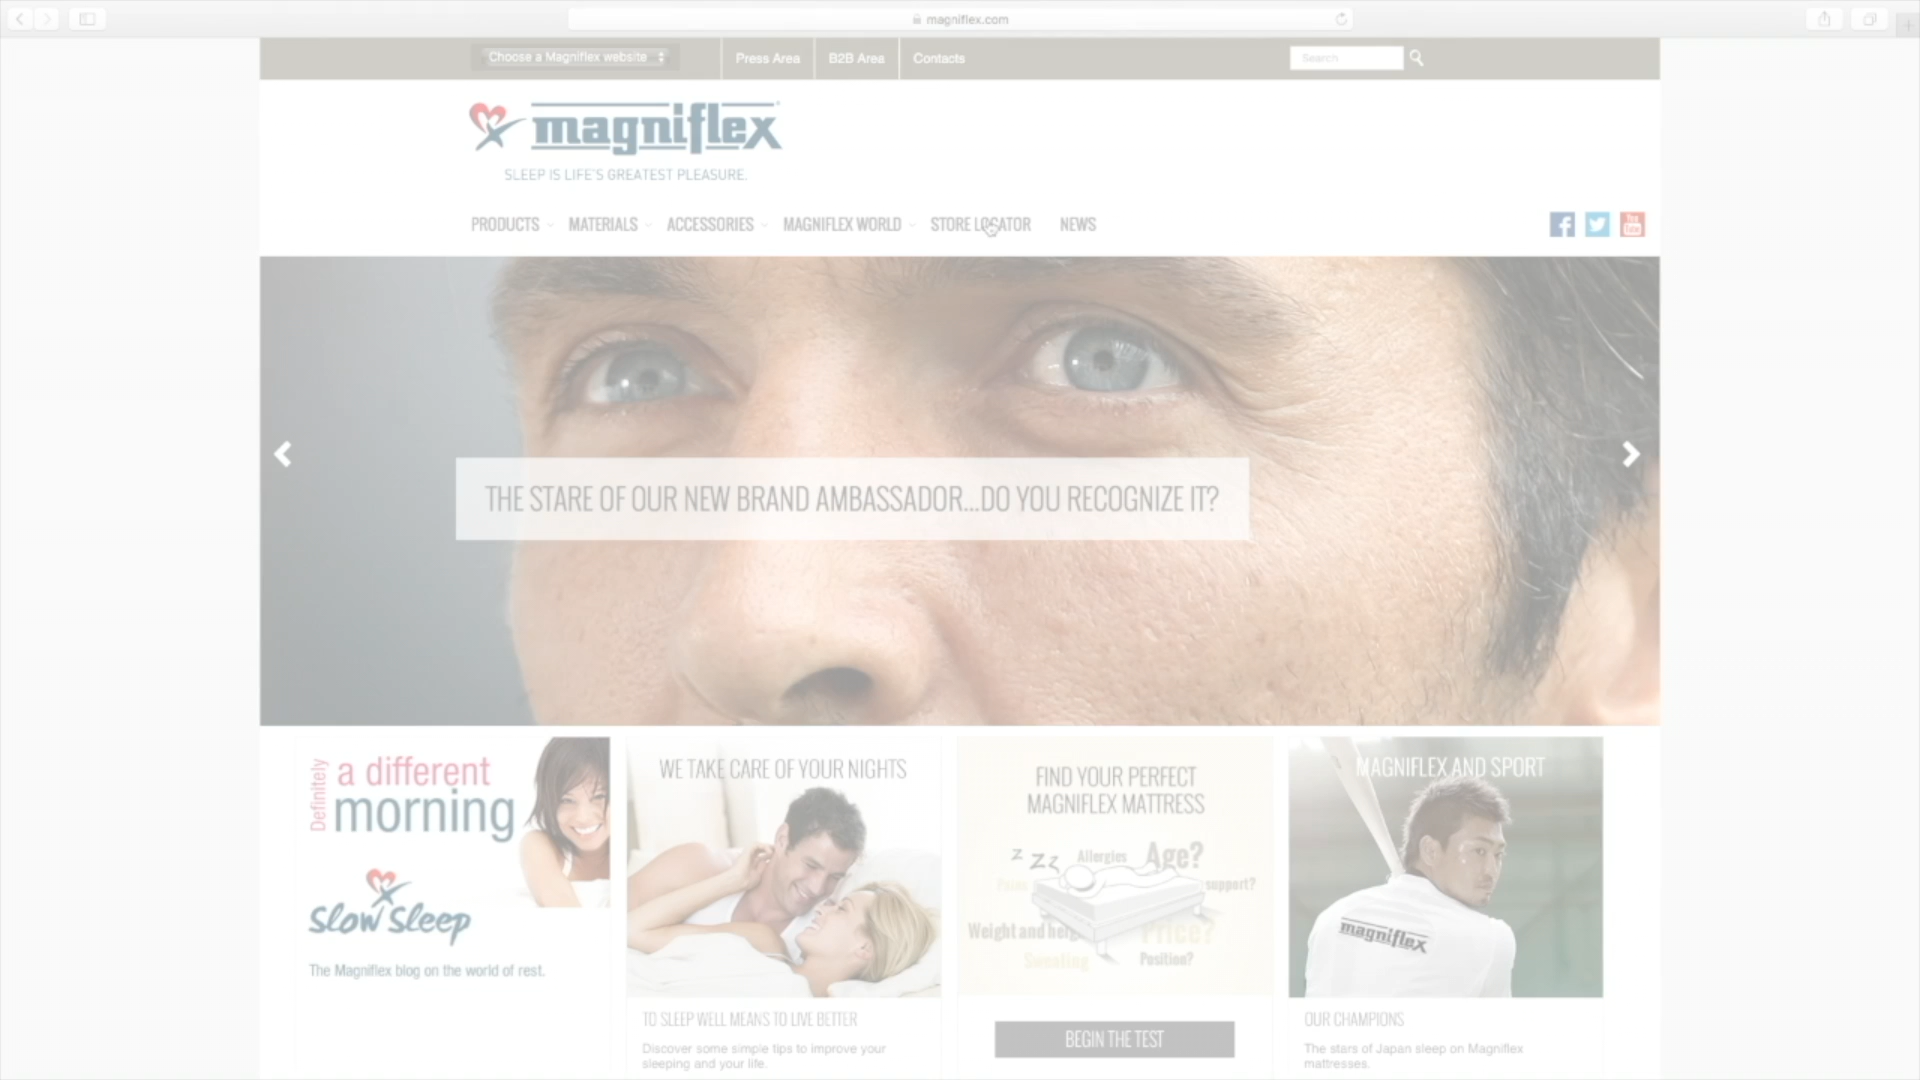 magniflex.com
Choose a Magniflex website
Press Area
B2B Area
Contacts
Search
magniflex
SLEEP IS LIFE'S GREATEST PLEASURE.
PRODUCTS
MATERIALS
ACCESSORIES
MAGNIFLEX WORLD
STORE LOCATOR
NEWS
You
Tube
THE STARE OF OUR NEW BRAND AMBASSADOR...DO YOU RECOGNIZE IT?
Definitely
a different
morning
Slow Sleep
The Magniflex blog on the world of rest.
WE TAKE CARE OF YOUR NIGHTS
TO SLEEP WELL MEANS TO LIVE BETTER
Discover some simple tips to improve your
sleeping and your life.
FIND YOUR PERFECT
MAGNIFLEX MATTRESS
z z z
Allergies
Age?
support?
Weight and heig
Price?
Sweating
Position?
BEGIN THE TEST
MAGNIFLEX AND SPORT
magniflex
OUR CHAMPIONS
The stars of Japan sleep on Magniflex
mattresses.